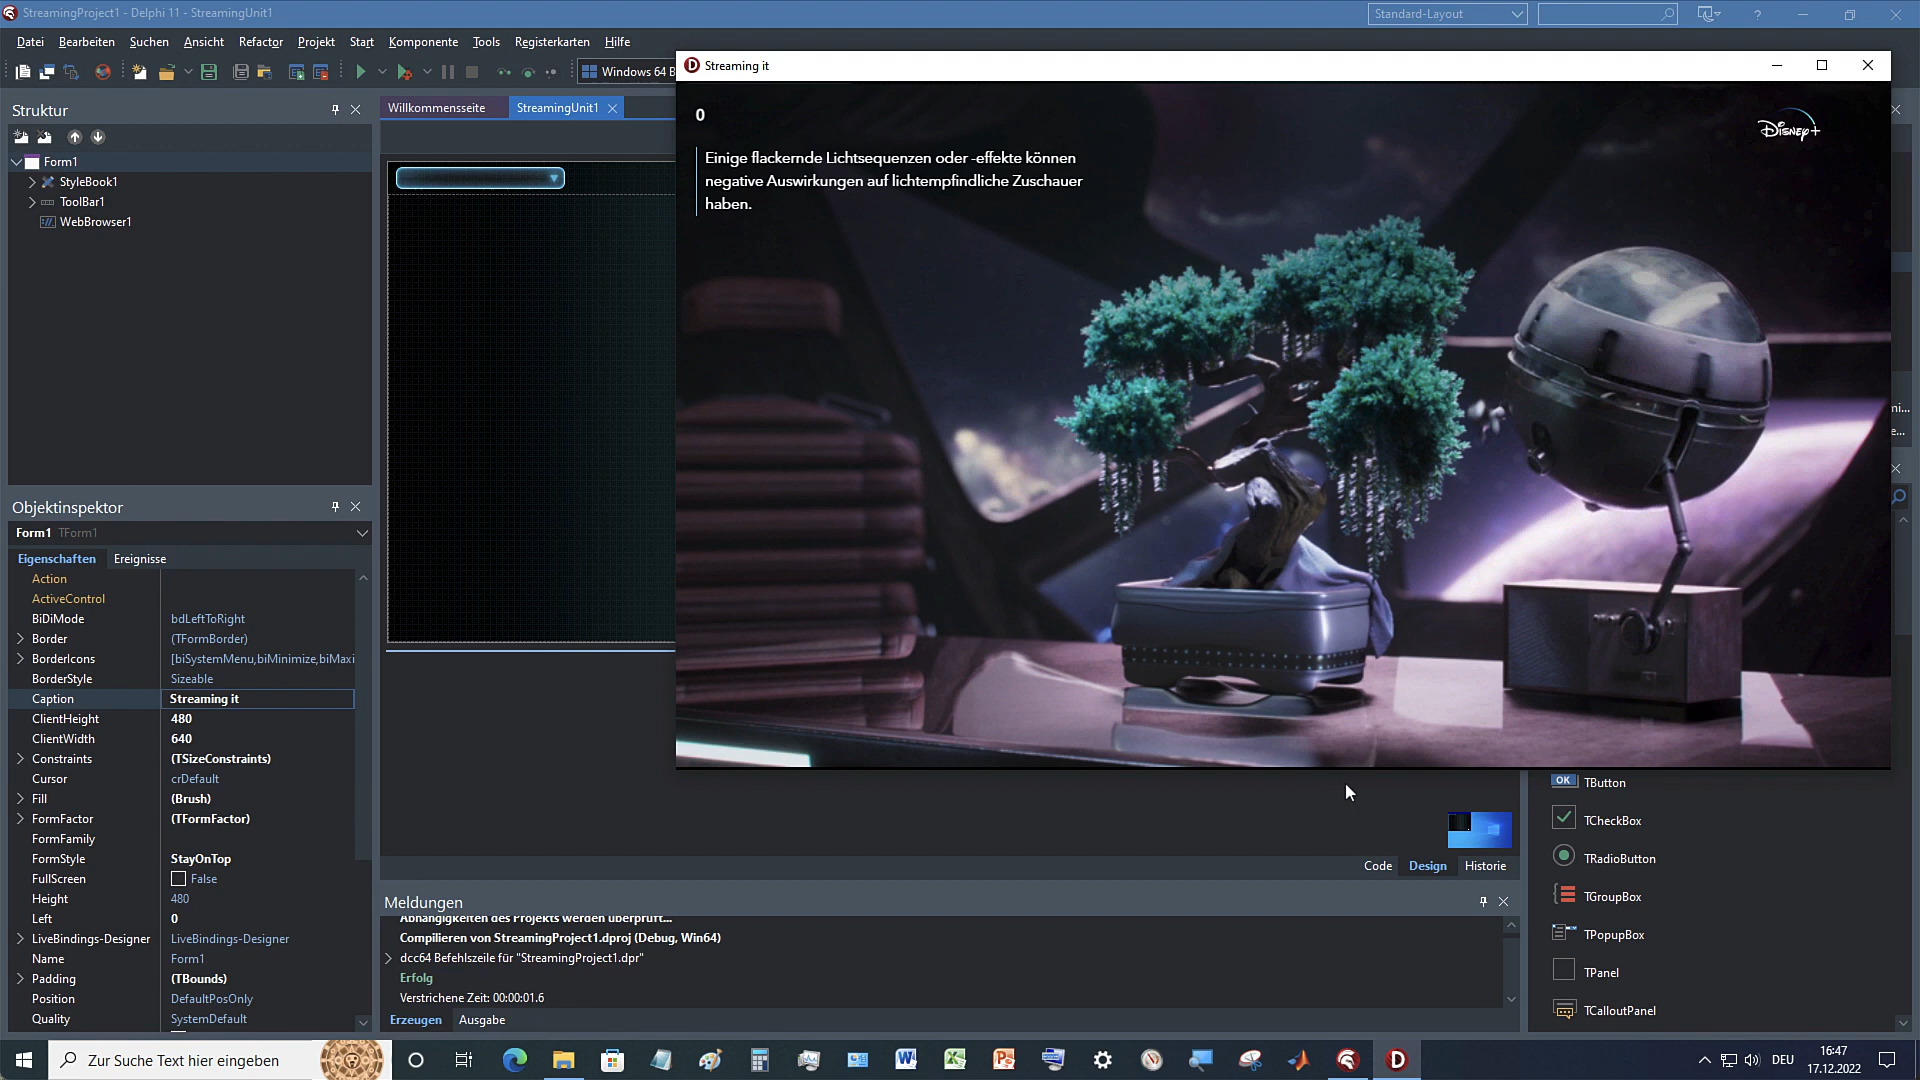 StreamingProject1 - Delphi 11 - StreamingUnit1
Standard-Layout
?
Datei Bearbeiten Suchen Ansicht Refactor Projekt Start Komponente Tools Registerkarten Hilfe
Windows 64 B
Streaming it
0
Disney+
Einige flackernde Lichtsequenzen oder -effekte können
negative Auswirkungen auf lichtempfindliche Zuschauer
haben.
Struktur
Form1
StyleBook1
ToolBar1
WebBrowser1
Willkommensseite StreamingUnit1
Objektinspektor
Form1 TForm1
Eigenschaften Ereignisse
Action
ActiveControl
BiDiMode bdLeftToRight
Border (TFormBorder)
BorderIcons [biSystemMenu,biMinimize,biMaxi
BorderStyle Sizeable
Caption Streaming it
ClientHeight 480
ClientWidth 640
Constraints (TSizeConstraints)
Cursor crDefault
Fill (Brush)
FormFactor (TFormFactor)
FormFamily
FormStyle StayOnTop
FullScreen False
Height 480
Left 0
LiveBindings-Designer LiveBindings-Designer
Name Form1
Padding (TBounds)
Position DefaultPosOnly
Quality SystemDefault
Code Design Historie
Meldungen
Abhängigkeiten des Projekts werden überprüft...
Compilieren von StreamingProject1.dproj (Debug, Win64)
dcc64 Befehlszeile für "StreamingProject1.dpr"
Erfolg
Verstrichene Zeit: 00:00:01.6
Erzeugen Ausgabe
OK TButton
TCheckBox
TRadioButton
TGroupBox
TPopupBox
TPanel
TCalloutPanel
Zur Suche Text hier eingeben
DEU
16:47
17.12.2022